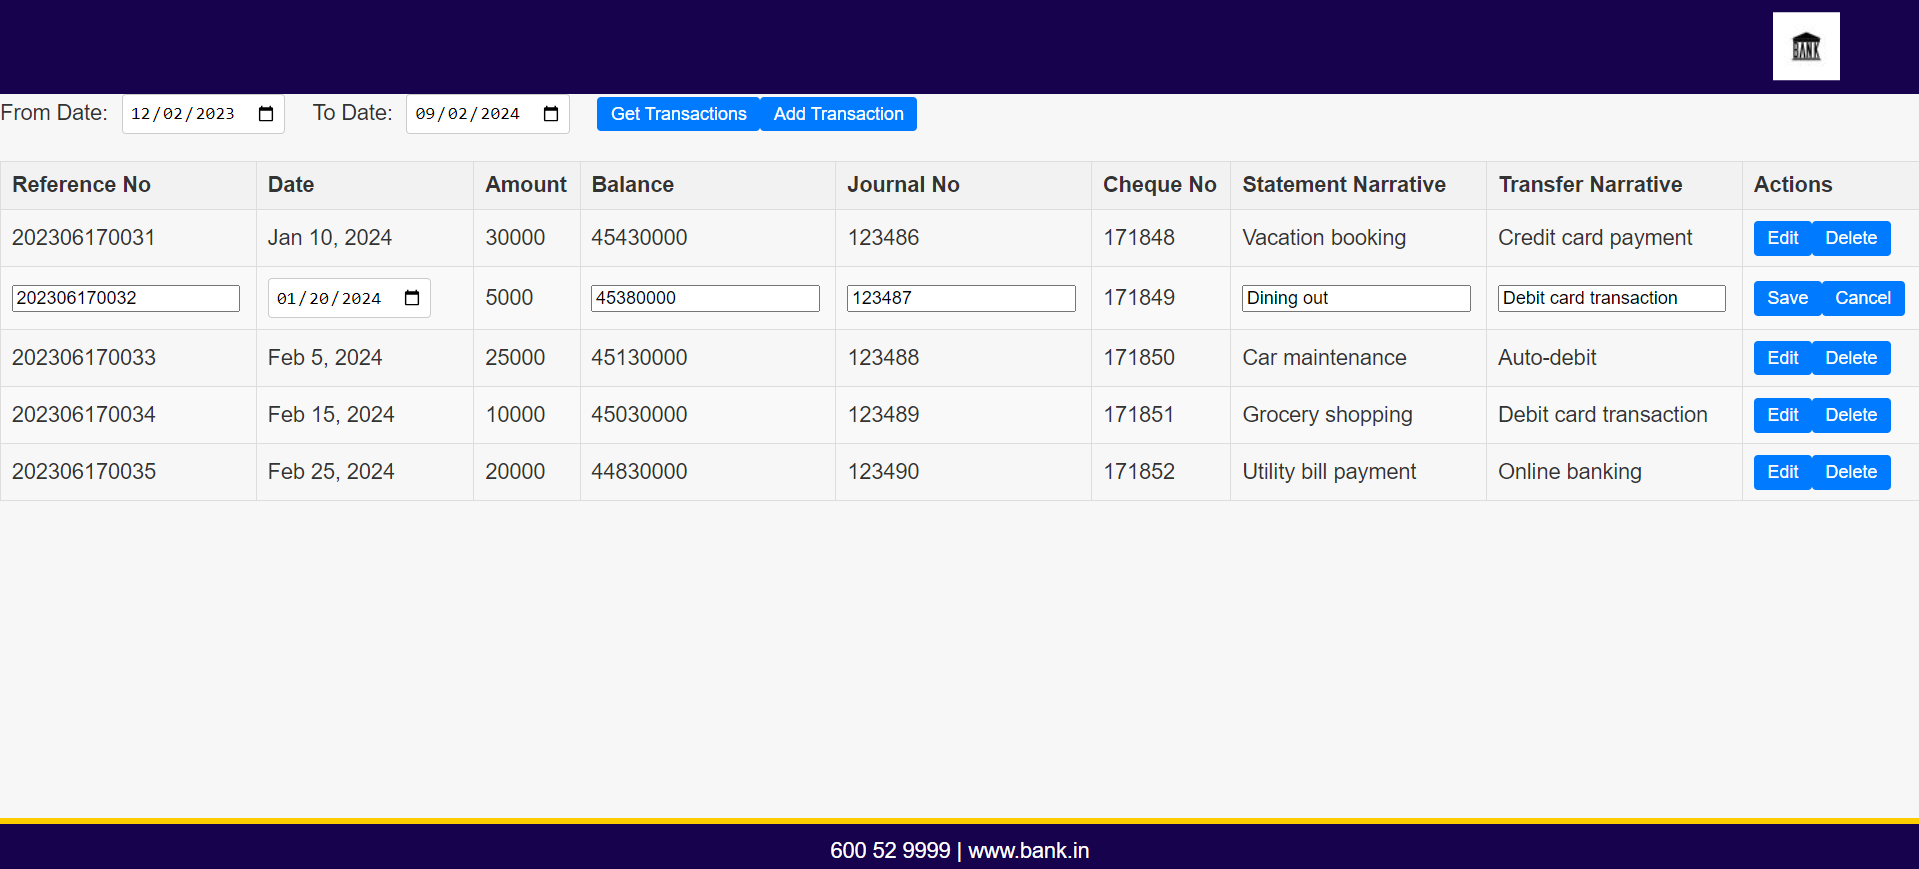 BANK
From Date: 12/02/2023 To Date: 09/02/2024 Get Transactions Add Transaction
Reference No Date Amount Balance Journal No Cheque No Statement Narrative Transfer Narrative Actions
202306170031 Jan 10, 2024 30000 45430000 123486 171848 Vacation booking Credit card payment Edit Delete
202306170032 01/20/2024 5000 45380000 123487 171849 Dining out Debit card transaction Save Cancel
202306170033 Feb 5, 2024 25000 45130000 123488 171850 Car maintenance Auto-debit Edit Delete
202306170034 Feb 15, 2024 10000 45030000 123489 171851 Grocery shopping Debit card transaction Edit Delete
202306170035 Feb 25, 2024 20000 44830000 123490 171852 Utility bill payment Online banking Edit Delete
600 52 9999 | www.bank.in